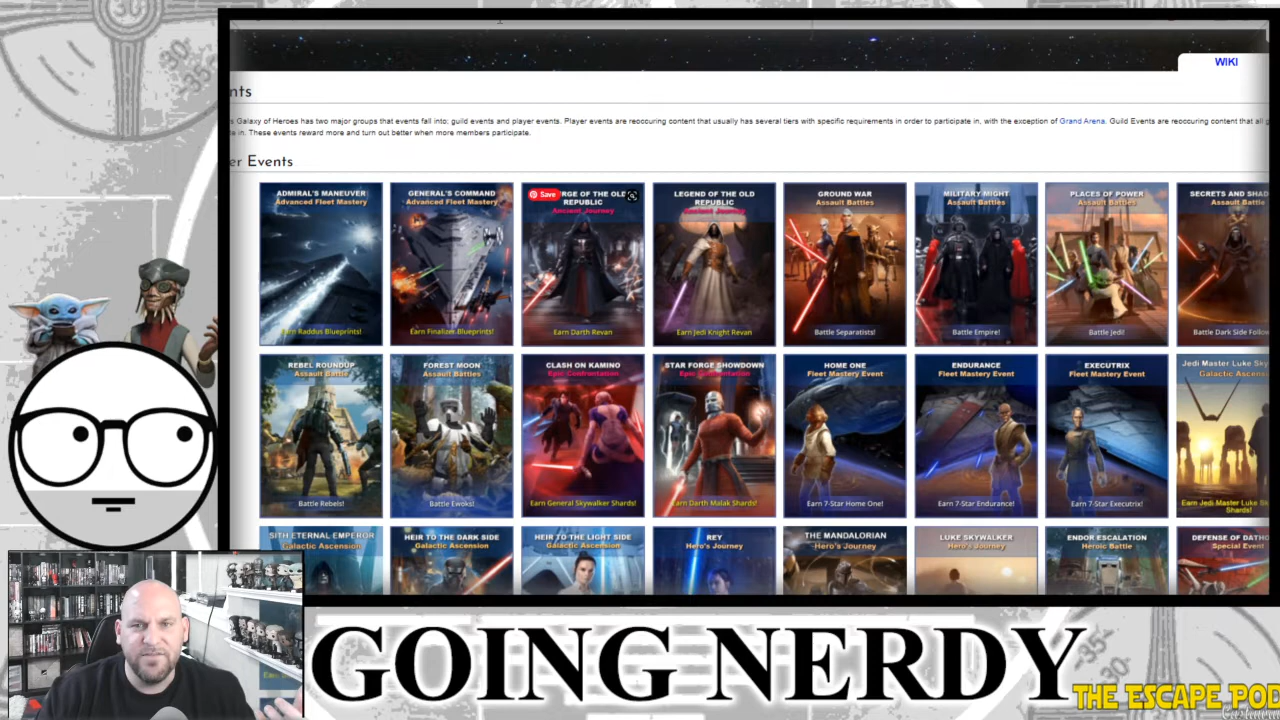 WIKI
nts
s Galaxy of Heroes has two major groups that events fall into: guild events and player events. Player events are reoccuring content that usually has several tiers with specific requirements in order to participate in, with the exception of Grand Arena. Guild Events are reoccuring content that all
te in. These events reward more and turn out better when more members participate.
er Events
ADMIRAL'S MANEUVER
Advanced Fleet Mastery
Earn Raddus Blueprints!
GENERAL'S COMMAND
Advanced Fleet Mastery
Earn Finalizer Blueprints!
Save
RGE OF THE OLD
REPUBLIC
Ancient Journey
Earn Darth Revan
LEGEND OF THE OLD
REPUBLIC
Ancient Journey
Earn Jedi Knight Revan
GROUND WAR
Assault Battles
Battle Separatists!
MILITARY MIGHT
Assault Battles
Battle Empire!
PLACES OF POWER
Assault Battles
Battle Jedi!
SECRETS AND SHAD
Assault Battle
Battle Dark Side Follow
REBEL ROUNDUP
Assault Battle
Battle Rebels!
FOREST MOON
Assault Battles
Battle Ewoks!
CLASH ON KAMINO
Epic Confrontation
Earn General Skywalker Shards!
STAR FORGE SHOWDOWN
Epic Confrontation
Earn Darth Malak Shards!
HOME ONE
Fleet Mastery Event
Earn 7-Star Home One!
ENDURANCE
Fleet Mastery Event
Earn 7-Star Endurance!
EXECUTRIX
Fleet Mastery Event
Earn 7-Star Executrix!
Jedi Master Luke Sky
Galactic Ascens
Earn Jedi Master Luke Sk
Shards!
SITH ETERNAL EMPEROR
Galactic Ascension
HEIR TO THE DARK SIDE
Galactic Ascension
HEIR TO THE LIGHT SIDE
Galactic Ascension
REY
Hero's Journey
THE MANDALORIAN
Hero's Journey
LUKE SKYWALKER
Hero's Journey
ENDOR ESCALATION
Heroic Battle
DEFENSE OF DATHO
Special Event
GOING NERDY
THE ESCAPE POD